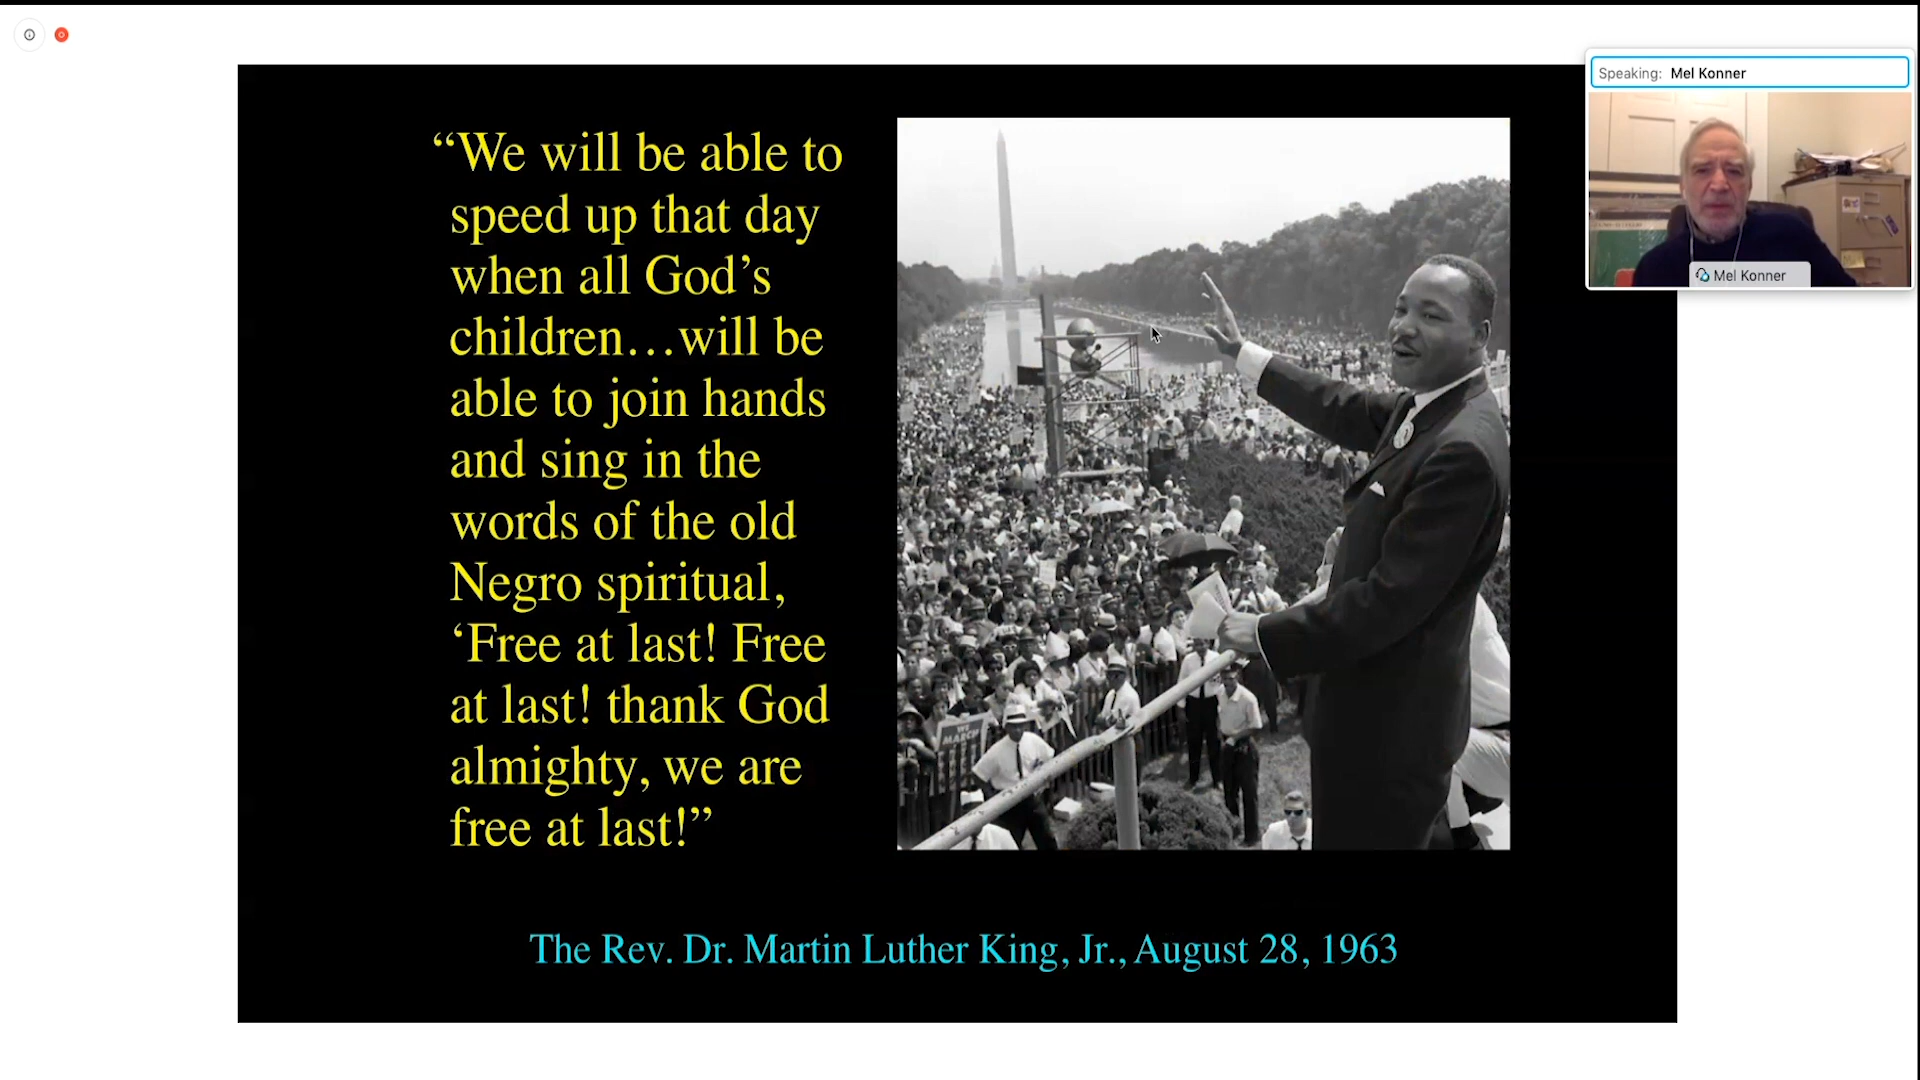 Speaking: Mel Konner
Mel Konner
“We will be able to
speed up that day
when all God’s
children…will be
able to join hands
and sing in the
words of the old
Negro spiritual,
‘Free at last! Free
at last! thank God
almighty, we are
free at last!”
WE
MARCH
The Rev. Dr. Martin Luther King, Jr., August 28, 1963